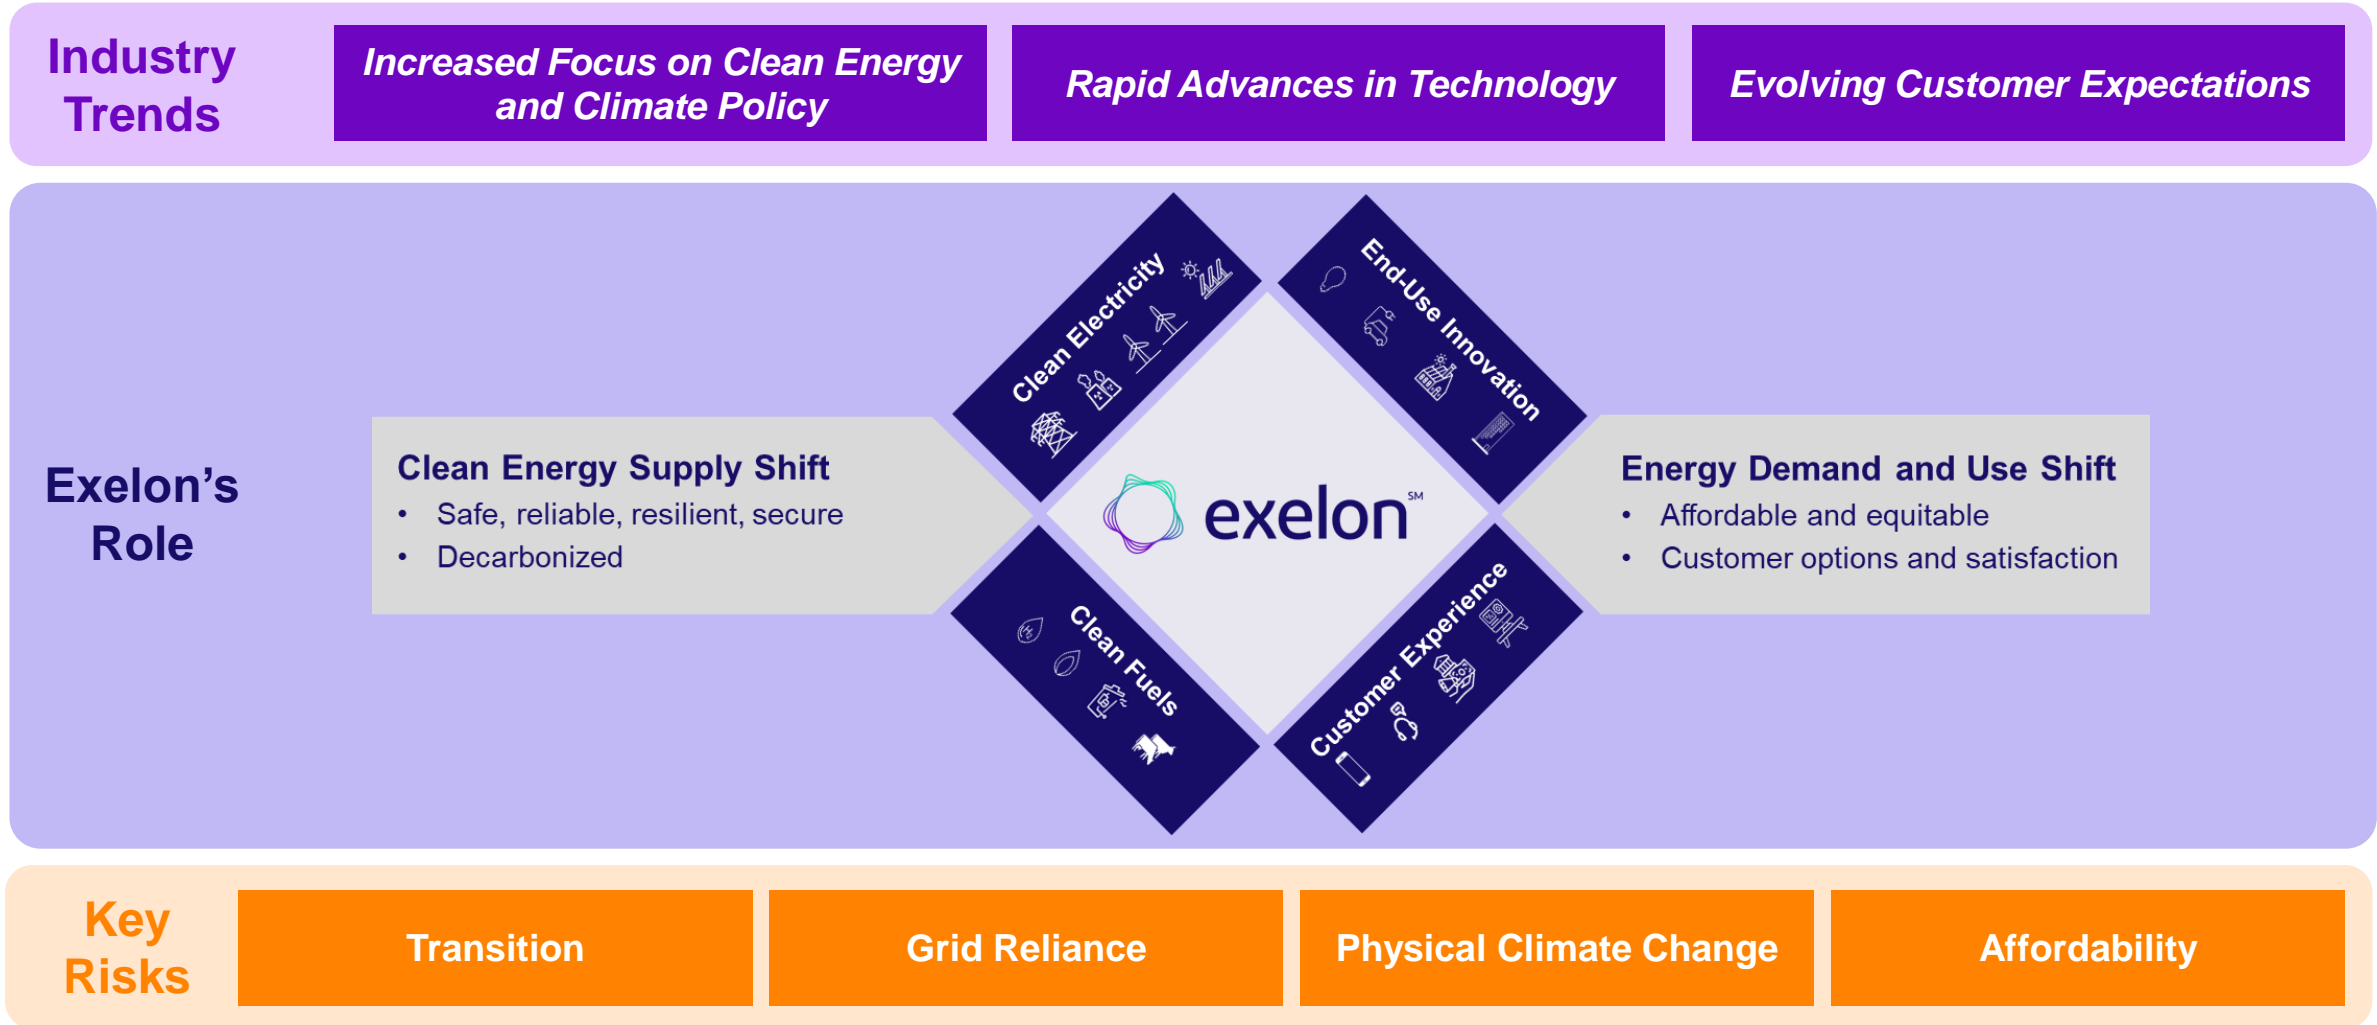 Industry
Trends
Increased Focus on Clean Energy
and Climate Policy
Rapid Advances in Technology
Evolving Customer Expectations
Exelon’s
Role
Clean Energy Supply Shift
• Safe, reliable, resilient, secure
• Decarbonized
Clean Electricity
End-Use Innovation
exelon℠
Clean Fuels
Customer Experience
Energy Demand and Use Shift
• Affordable and equitable
• Customer options and satisfaction
Key
Risks
Transition
Grid Reliance
Physical Climate Change
Affordability